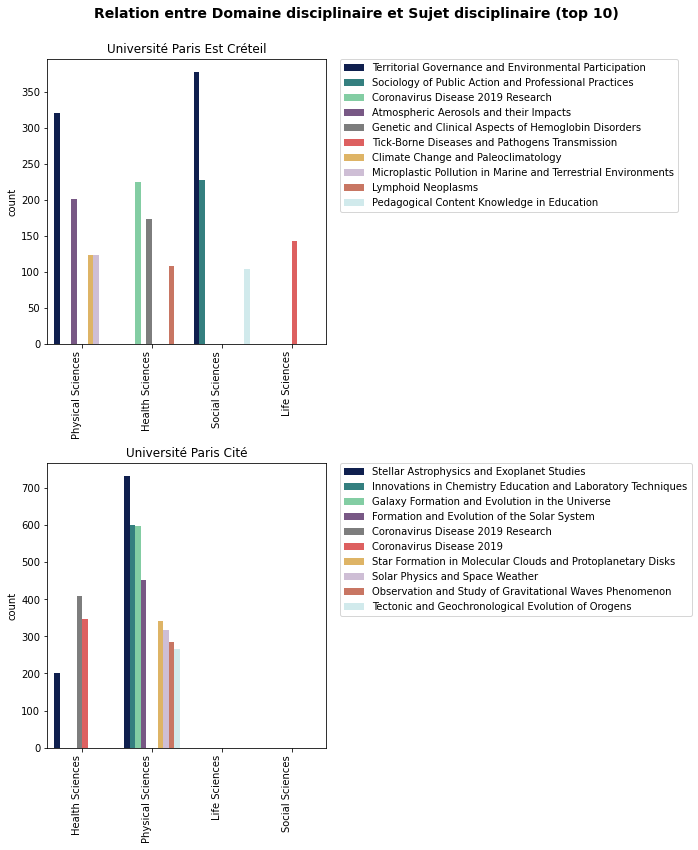 Relation entre Domaine disciplinaire et Sujet disciplinaire (top 10)
Université Paris Est Créteil
350
300
250
200
150
100
50
0
count
Physical Sciences
Health Sciences
Social Sciences
Life Sciences
Territorial Governance and Environmental Participation
Sociology of Public Action and Professional Practices
Coronavirus Disease 2019 Research
Atmospheric Aerosols and their Impacts
Genetic and Clinical Aspects of Hemoglobin Disorders
Tick-Borne Diseases and Pathogens Transmission
Climate Change and Paleoclimatology
Microplastic Pollution in Marine and Terrestrial Environments
Lymphoid Neoplasms
Pedagogical Content Knowledge in Education
Université Paris Cité
700
600
500
400
300
200
100
0
count
Health Sciences
Physical Sciences
Life Sciences
Social Sciences
Stellar Astrophysics and Exoplanet Studies
Innovations in Chemistry Education and Laboratory Techniques
Galaxy Formation and Evolution in the Universe
Formation and Evolution of the Solar System
Coronavirus Disease 2019 Research
Coronavirus Disease 2019
Star Formation in Molecular Clouds and Protoplanetary Disks
Solar Physics and Space Weather
Observation and Study of Gravitational Waves Phenomenon
Tectonic and Geochronological Evolution of Orogens